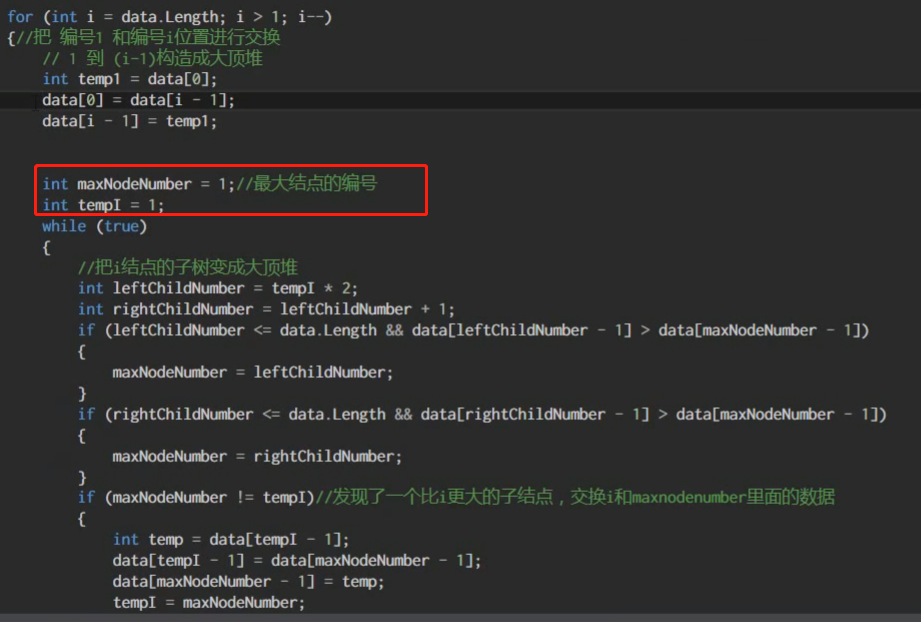 for (int i = data.Length; i > 1; i--)
{//把 编号1 和编号i位置进行交换
// 1 到 (i-1)构造成大顶堆
int temp1 = data[0];
data[0] = data[i - 1];
data[i - 1] = temp1;
int maxNodeNumber = 1;//最大结点的编号
int tempI = 1;
while (true)
{
//把i结点的子树变成大顶堆
int leftChildNumber = tempI * 2;
int rightChildNumber = leftChildNumber + 1;
if (leftChildNumber <= data.Length && data[leftChildNumber - 1] > data[maxNodeNumber - 1])
{
maxNodeNumber = leftChildNumber;
}
if (rightChildNumber <= data.Length && data[rightChildNumber - 1] > data[maxNodeNumber - 1])
{
maxNodeNumber = rightChildNumber;
}
if (maxNodeNumber != tempI)//发现了一个比i更大的子结点，交换i和maxnodenumber里面的数据
{
int temp = data[tempI - 1];
data[tempI - 1] = data[maxNodeNumber - 1];
data[maxNodeNumber - 1] = temp;
tempI = maxNodeNumber;